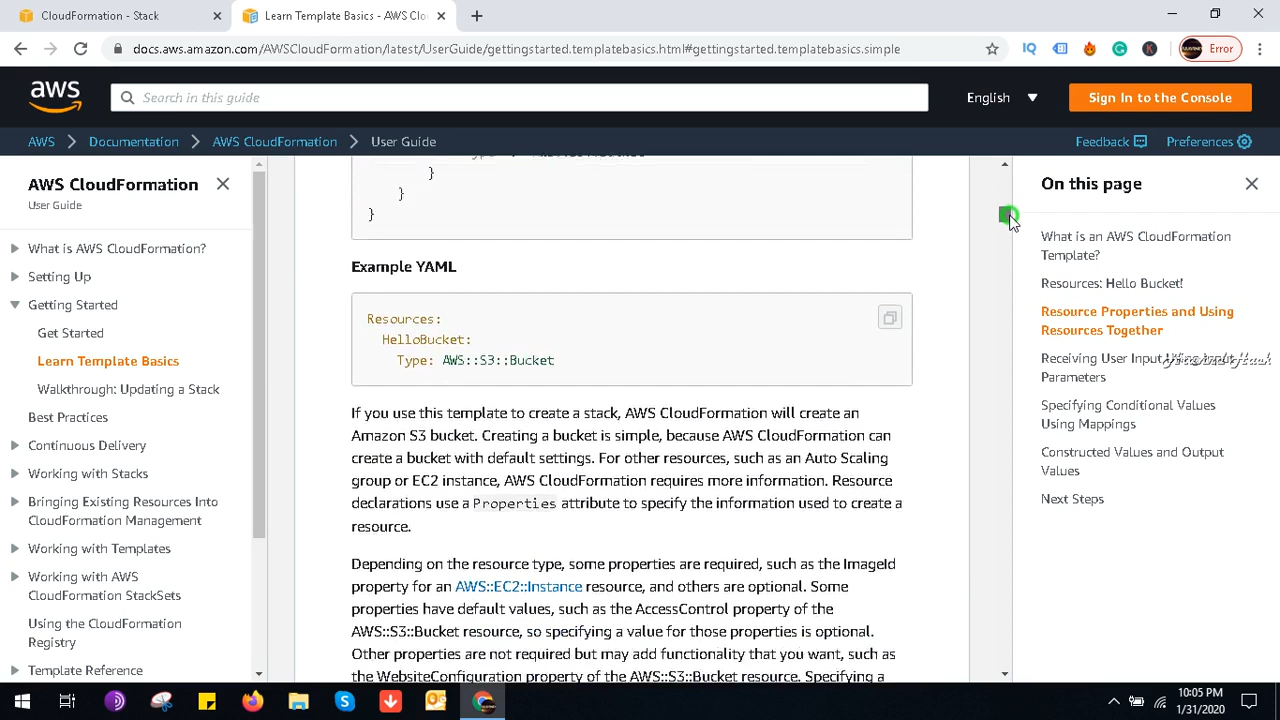 CloudFormation - Stack
Learn Template Basics - AWS Clo
docs.aws.amazon.com/AWSCloudFormation/latest/UserGuide/gettingstarted.templatebasics.html#gettingstarted.templatebasics.simple
IQ
K
Error
aws
Search in this guide
English
Sign In to the Console
AWS
Documentation
AWS CloudFormation
User Guide
Feedback
Preferences
AWS CloudFormation
User Guide
What is AWS CloudFormation?
Setting Up
Getting Started
Get Started
Learn Template Basics
Walkthrough: Updating a Stack
Best Practices
Continuous Delivery
Working with Stacks
Bringing Existing Resources Into
CloudFormation Management
Working with Templates
Working with AWS
CloudFormation StackSets
Using the CloudFormation
Registry
Template Reference
}
}
}
Example YAML
Resources:
HelloBucket:
Type: AWS::S3::Bucket
If you use this template to create a stack, AWS CloudFormation will create an
Amazon S3 bucket. Creating a bucket is simple, because AWS CloudFormation can
create a bucket with default settings. For other resources, such as an Auto Scaling
group or EC2 instance, AWS CloudFormation requires more information. Resource
declarations use a Properties attribute to specify the information used to create a
resource.
Depending on the resource type, some properties are required, such as the ImageId
property for an AWS::EC2::Instance resource, and others are optional. Some
properties have default values, such as the AccessControl property of the
AWS::S3::Bucket resource, so specifying a value for those properties is optional.
Other properties are not required but may add functionality that you want, such as
the WebsiteConfiguration property of the AWS::S3::Bucket resource. Specifying a
On this page
What is an AWS CloudFormation
Template?
Resources: Hello Bucket!
Resource Properties and Using
Resources Together
Receiving User Input Using Input
Parameters
Specifying Conditional Values
Using Mappings
Constructed Values and Output
Values
Next Steps
10:05 PM
1/31/2020